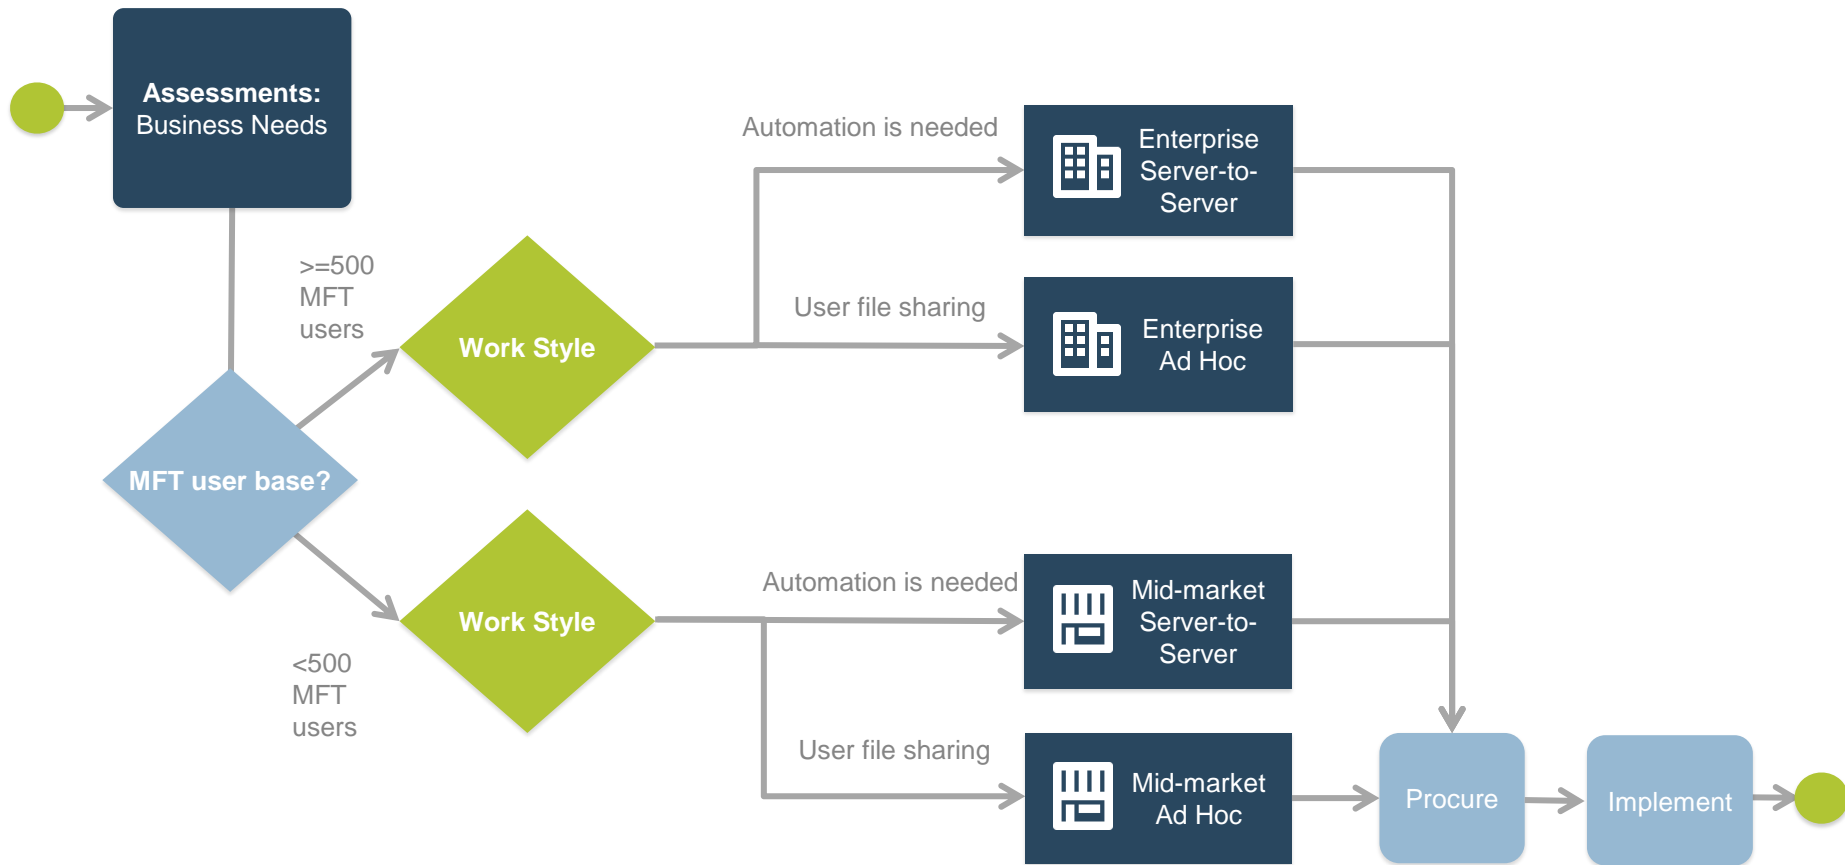 Assessments:
Business Needs
Automation is needed
Enterprise
Server-to-
Server
>=500
MFT
users
User file sharing
Work Style
Enterprise
Ad Hoc
MFT user base?
Automation is needed
Mid-market
Server-to-
Server
Work Style
<500
MFT
users
User file sharing
Mid-market
Ad Hoc
Procure
Implement